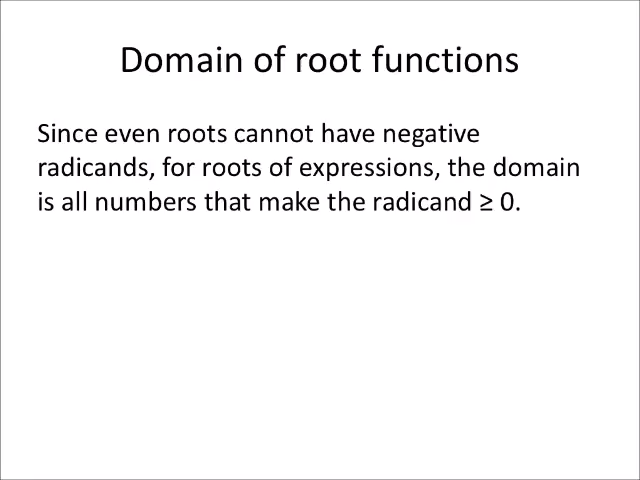 Domain of root functions
Since even roots cannot have negative
radicands, for roots of expressions, the domain
is all numbers that make the radicand ≥ 0.